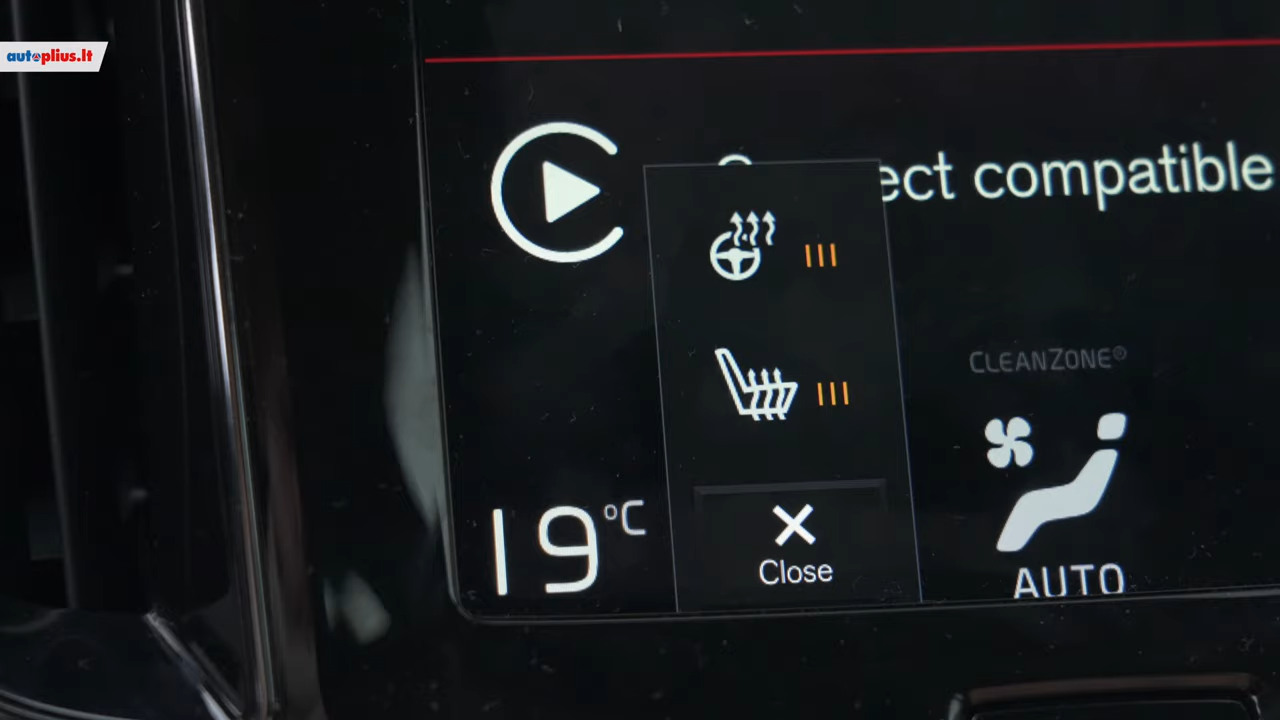 autoplius.lt
ect compatible
CLEANZONE®
19°C
Close
AUTO